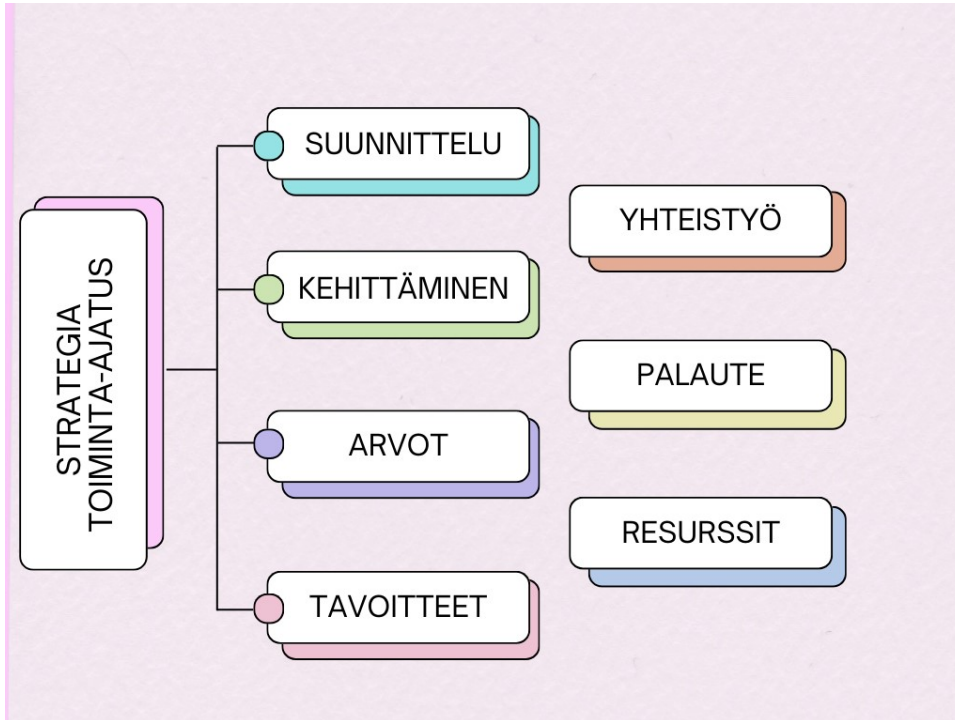 STRATEGIA
TOIMINTA-AJATUS
SUUNNITTELU
KEHITTÄMINEN
ARVOT
TAVOITTEET
YHTEISTYÖ
PALAUTE
RESURSSIT